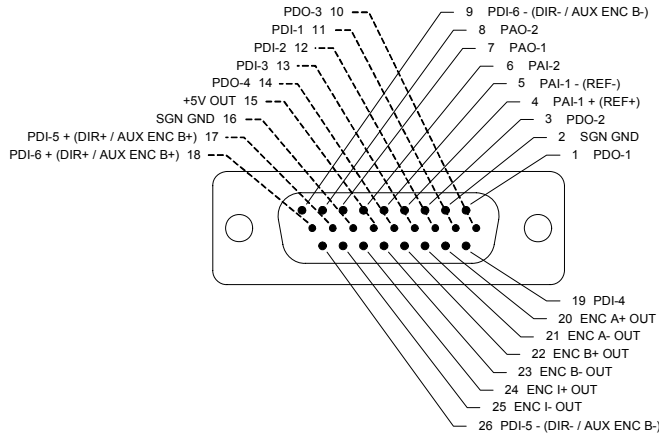 PDO-3 10
PDI-1 11
PDI-2 12
PDI-3 13
PDO-4 14
+5V OUT 15
SGN GND 16
PDI-5 + (DIR+ / AUX ENC B+) 17
PDI-6 + (DIR+ / AUX ENC B+) 18
9 PDI-6 - (DIR- / AUX ENC B-)
8 PAO-2
7 PAO-1
6 PAI-2
5 PAI-1 - (REF-)
4 PAI-1 + (REF+)
3 PDO-2
2 SGN GND
1 PDO-1
19 PDI-4
20 ENC A+ OUT
21 ENC A- OUT
22 ENC B+ OUT
23 ENC B- OUT
24 ENC I+ OUT
25 ENC I- OUT
26 PDI-5 - (DIR- / AUX ENC B-)